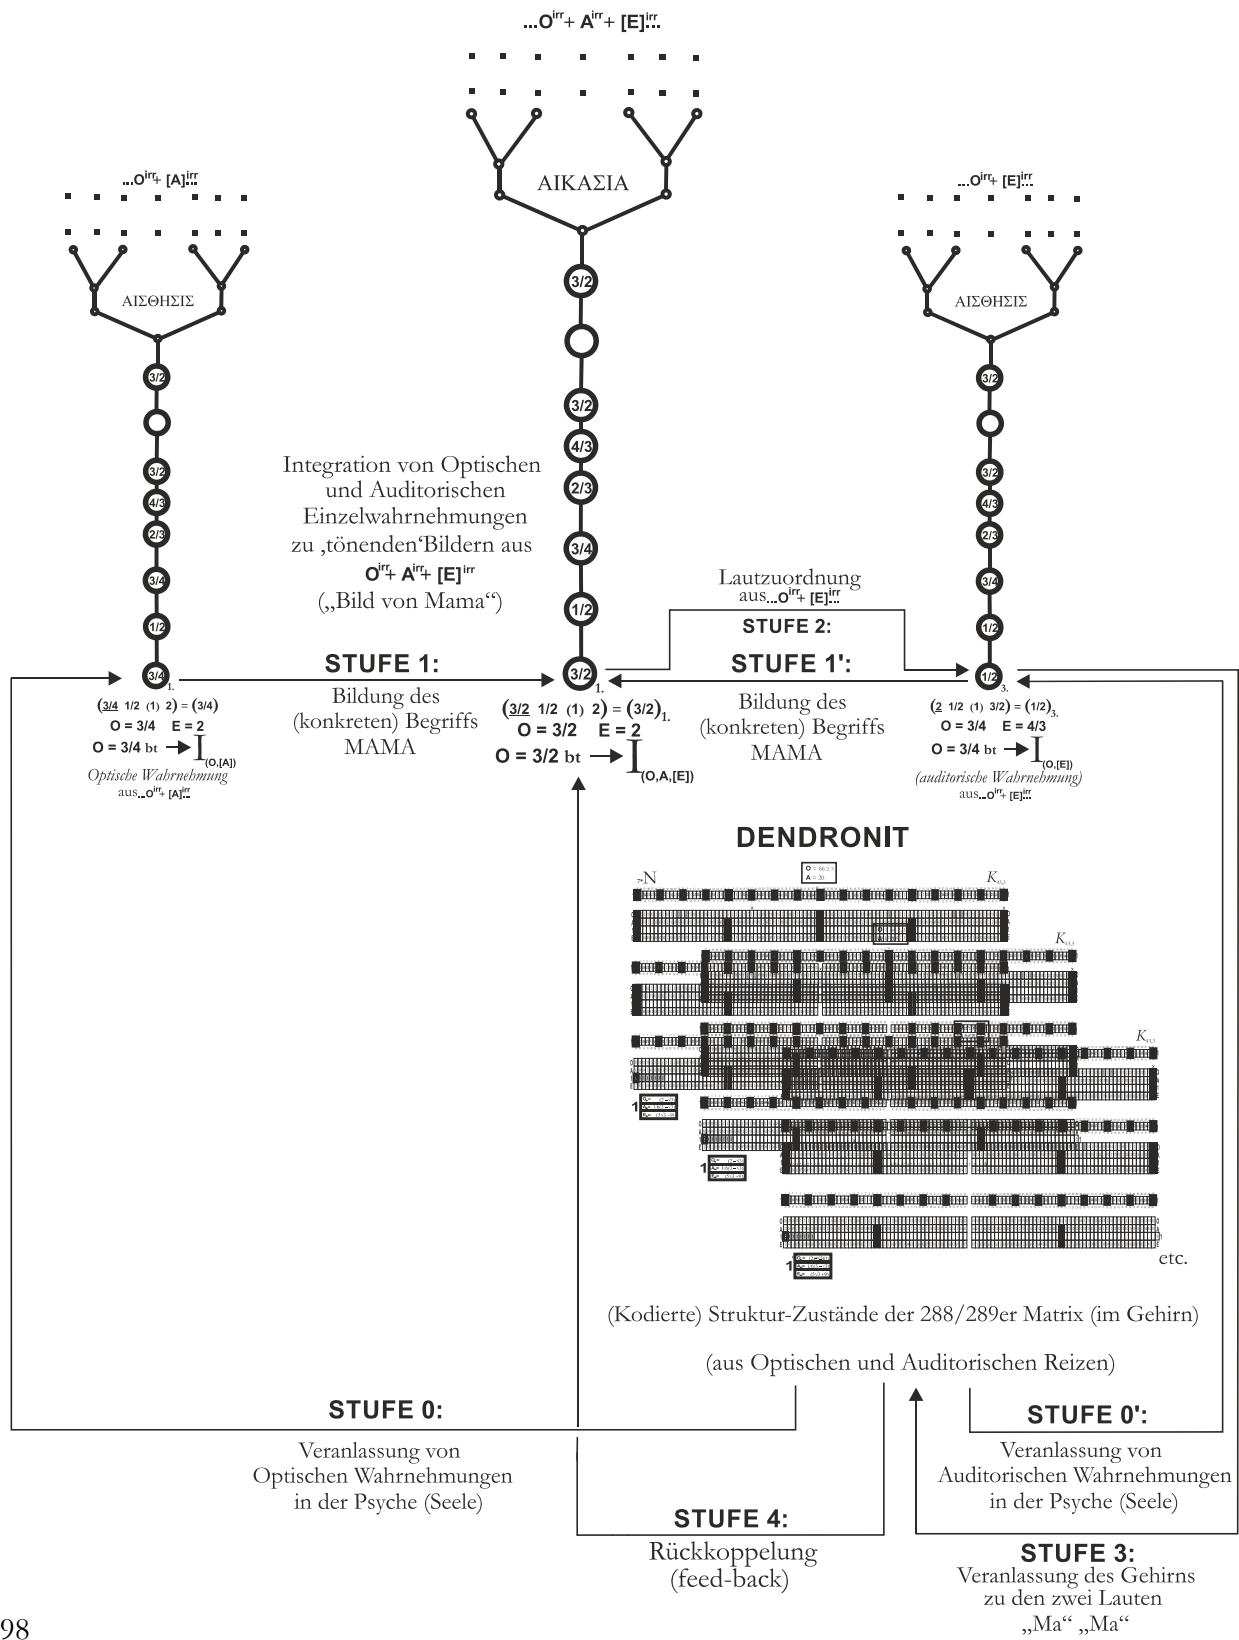 ...O^irr + A^irr + [E]^irr...
ΑΙΚΑΣΙΑ
3/2
3/2
4/3
2/3
3/4
1/2
3/2 1.
(3/2 1/2 (1) 2) = (3/2)1.
O = 3/2 E = 2
O = 3/2 bt → I(O,A,[E])
...O^irr + [A]^irr...
ΑΙΣΘΗΣΙΣ
3/2
3/2
4/3
2/3
3/4
1/2
3/4 1.
(3/4 1/2 (1) 2) = (3/4)
O = 3/4 E = 2
O = 3/4 bt → I(O,[A])
Optische Wahrnehmung
aus...O^irr + [A]^irr...
...O^irr + [E]^irr...
ΑΙΣΘΗΣΙΣ
3/2
3/2
4/3
2/3
3/4
1/2
1/2 3.
(2 1/2 (1) 3/2) = (1/2)3.
O = 3/4 E = 4/3
O = 3/4 bt → I(O,[E])
(auditorische Wahrnehmung)
aus...O^irr + [E]^irr...
Integration von Optischen
und Auditorischen
Einzelwahrnehmungen
zu ‚tönenden‘Bildern aus
O^irr + A^irr + [E]^irr
(„Bild von Mama“)
Lautzuordnung
aus...O^irr + [E]^irr...
STUFE 2:
STUFE 1:
Bildung des
(konkreten) Begriffs
MAMA
STUFE 1':
Bildung des
(konkreten) Begriffs
MAMA
DENDRONIT
O = 66 2/3
A = 20
N
K
K
K
1
1
1
etc.
(Kodierte) Struktur-Zustände der 288/289er Matrix (im Gehirn)
(aus Optischen und Auditorischen Reizen)
STUFE 0:
Veranlassung von
Optischen Wahrnehmungen
in der Psyche (Seele)
STUFE 0':
Veranlassung von
Auditorischen Wahrnehmungen
in der Psyche (Seele)
STUFE 4:
Rückkoppelung
(feed-back)
STUFE 3:
Veranlassung des Gehirns
zu den zwei Lauten
„Ma“ „Ma“
98